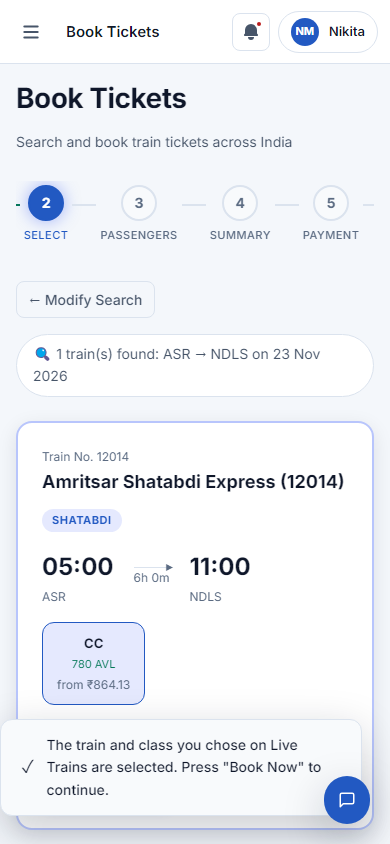 Book Tickets
NM
Nikita
Book Tickets
Search and book train tickets across India
2
3
4
5
SELECT
PASSENGERS
SUMMARY
PAYMENT
← Modify Search
🔍 1 train(s) found: ASR → NDLS on 23 Nov
2026
Train No. 12014
Amritsar Shatabdi Express (12014)
SHATABDI
05:00
6h 0m
11:00
ASR
NDLS
CC
780 AVL
from ₹864.13
✓ The train and class you chose on Live
Trains are selected. Press "Book Now" to
continue.